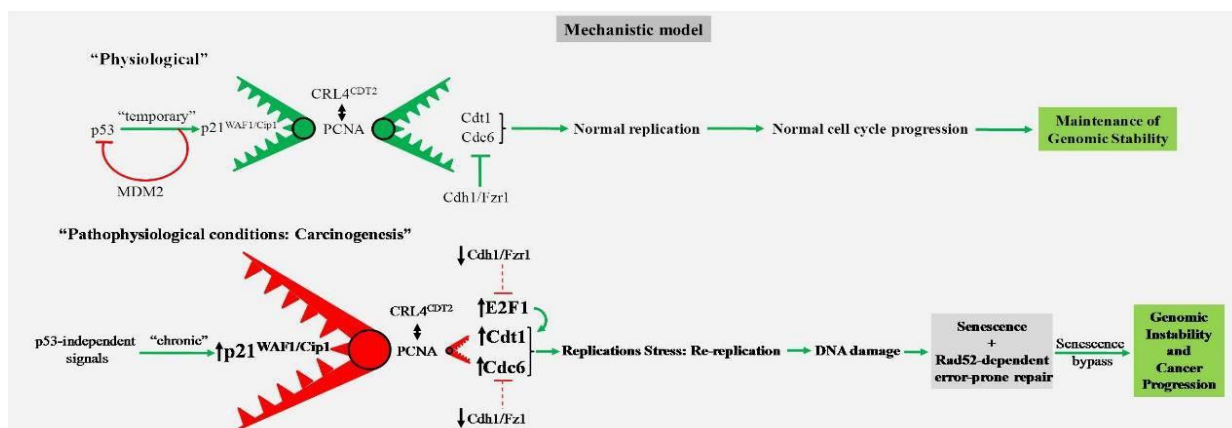 Mechanistic model
“Physiological”
CRL4CDT2
p53 “temporary” p21WAF1/Cip1 PCNA
Cdt1
Cdc6
Normal replication Normal cell cycle progression
Maintenance of
Genomic Stability
MDM2
Cdh1/Fzr1
“Pathophysiological conditions: Carcinogenesis”
↓Cdh1/Fzr1
CRL4CDT2
↑E2F1
↑Cdt1
↑Cdc6
p53-independent
signals
“chronic”
↑p21WAF1/Cip1
PCNA
Replications Stress: Re-replication
DNA damage
Senescence
+
Rad52-dependent
error-prone repair
Senescence
bypass
Genomic
Instability
and
Cancer
Progression
↓Cdh1/Fz1